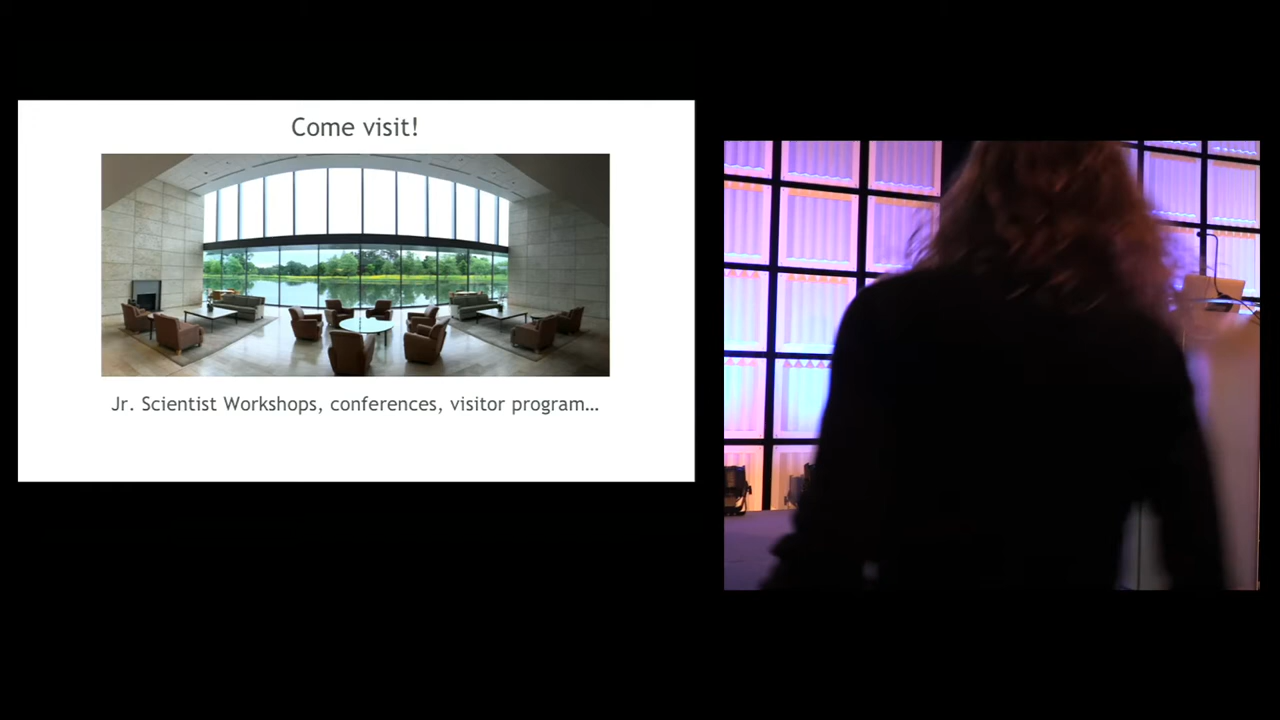 Come visit!
Jr. Scientist Workshops, conferences, visitor program…